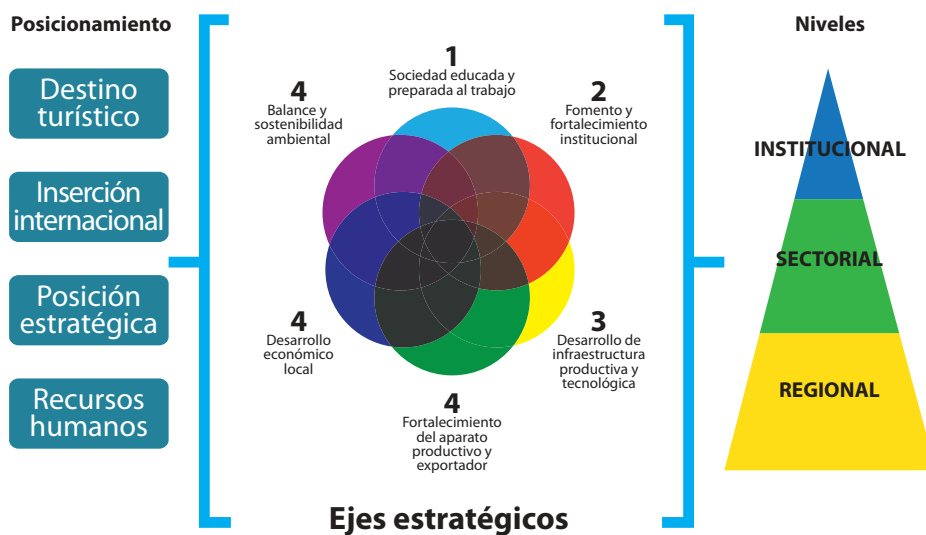 Posicionamiento
Destino
turístico
Inserción
internacional
Posición
estratégica
Recursos
humanos
1
Sociedad educada y
preparada al trabajo
2
Fomento y
fortalecimiento
institucional
3
Desarrollo de
infraestructura
productiva y
tecnológica
4
Fortalecimiento
del aparato
productivo y
exportador
4
Desarrollo
económico
local
4
Balance y
sostenibilidad
ambiental
Ejes estratégicos
Niveles
INSTITUCIONAL
SECTORIAL
REGIONAL